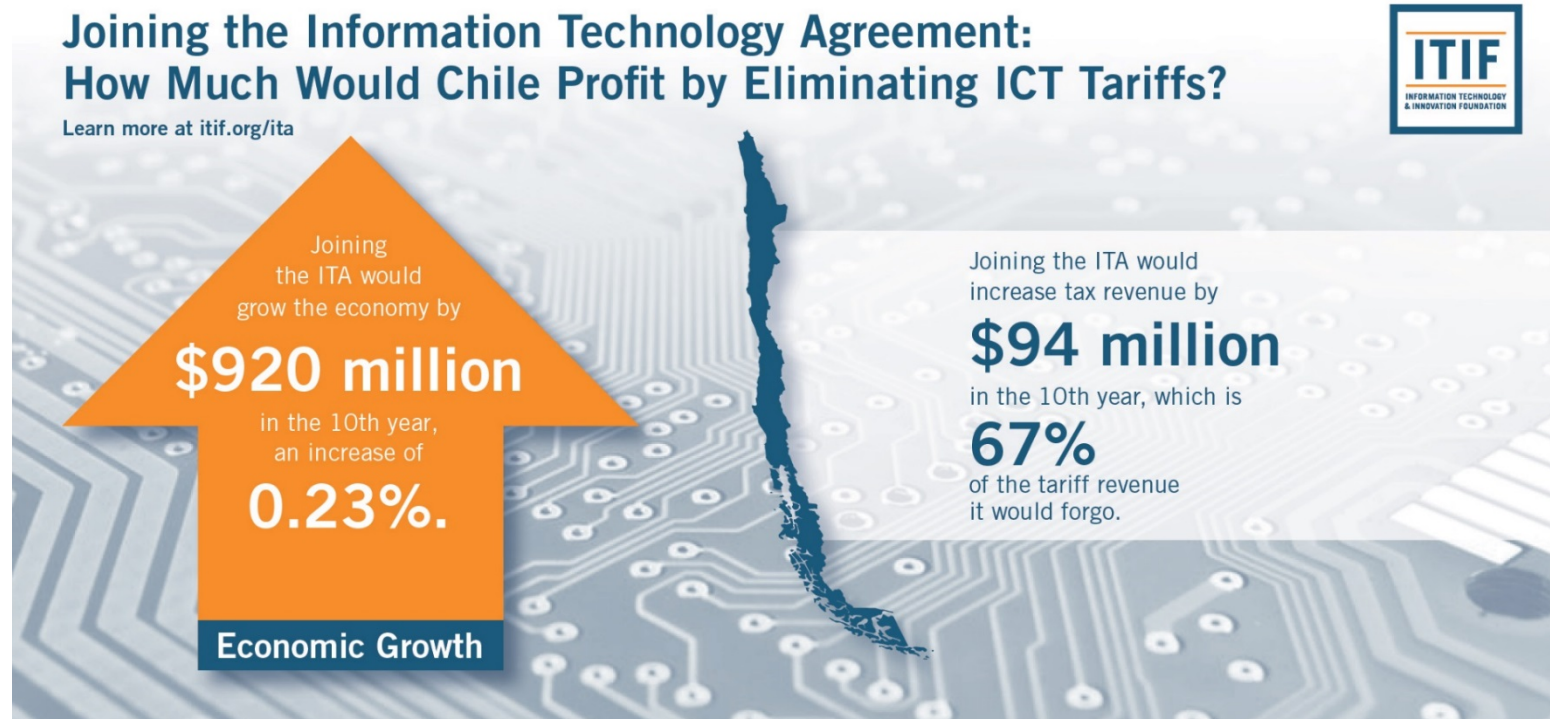 Joining the Information Technology Agreement:
How Much Would Chile Profit by Eliminating ICT Tariffs?
Learn more at itif.org/ita
ITIF
INFORMATION TECHNOLOGY
& INNOVATION FOUNDATION
Joining
the ITA would
grow the economy by
$920 million
in the 10th year,
an increase of
0.23%.
Economic Growth
Joining the ITA would
increase tax revenue by
$94 million
in the 10th year, which is
67%
of the tariff revenue
it would forgo.